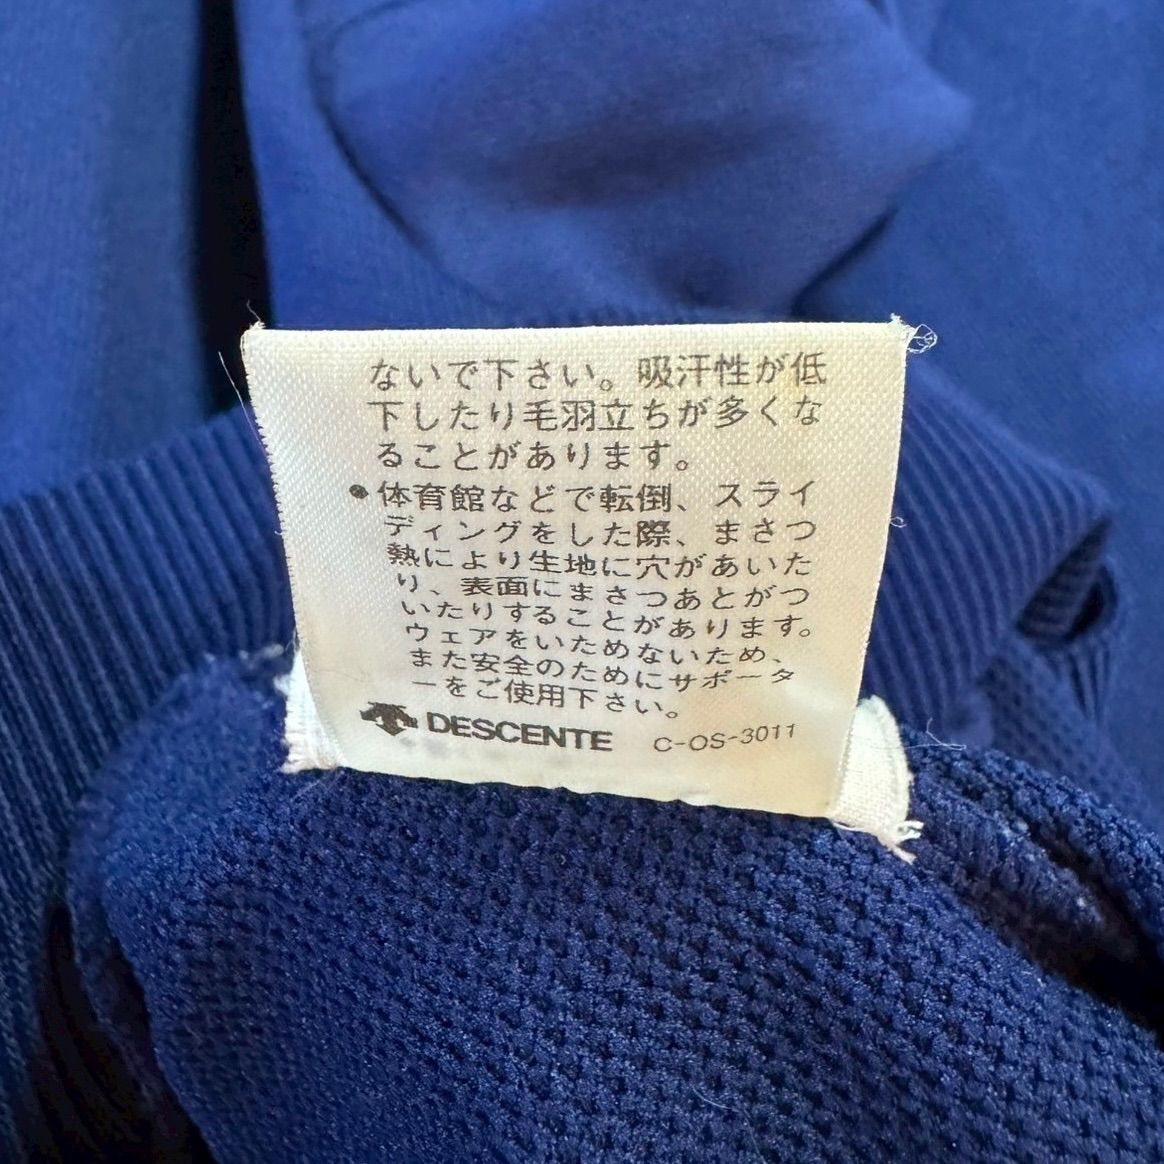 ないで下さい。吸汗性が低
下したり毛羽立ちが多くな
ることがあります。
●体育館などで転倒、スライ
ディングをした際、まさつ
熱により生地に穴があいた
り、表面にまさつあとがつ
いたりすることがあります。
ウェアをいためないため、
また安全のためにサポータ
ーをご使用下さい。
DESCENTE C-OS-3011